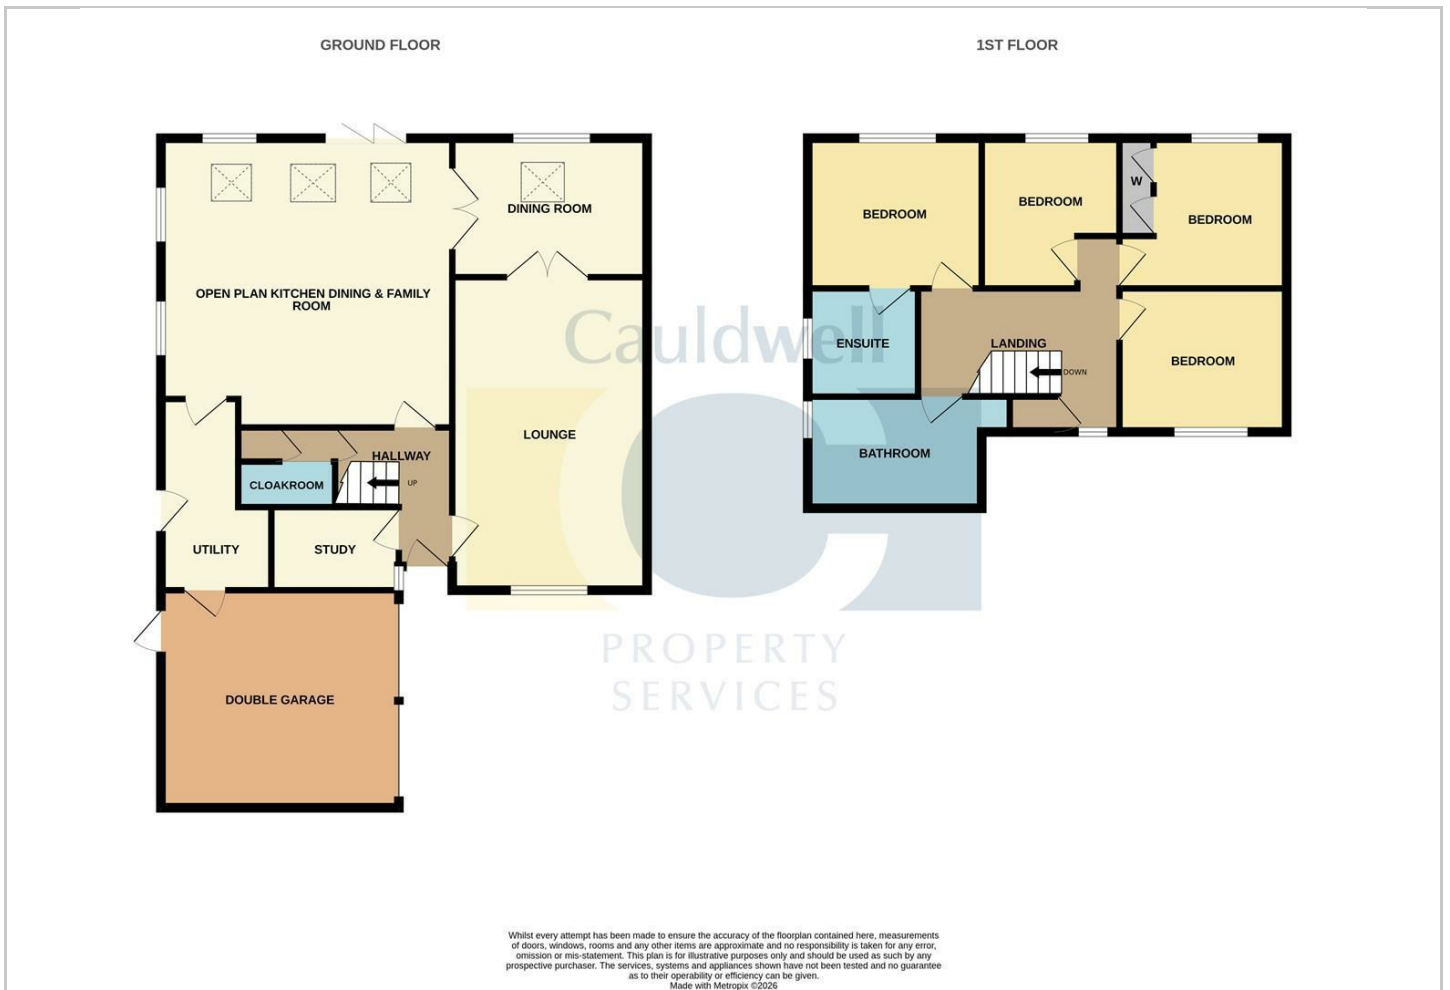 GROUND FLOOR
1ST FLOOR
DINING ROOM
OPEN PLAN KITCHEN DINING & FAMILY
ROOM
LOUNGE
HALLWAY
CLOAKROOM
UP
UTILITY
STUDY
DOUBLE GARAGE
BEDROOM
BEDROOM
W
BEDROOM
ENSUITE
LANDING
DOWN
BEDROOM
BATHROOM
Cauldwell
PROPERTY
SERVICES
Whilst every attempt has been made to ensure the accuracy of the floorplan contained here, measurements
of doors, windows, rooms and any other items are approximate and no responsibility is taken for any error,
omission or mis-statement. This plan is for illustrative purposes only and should be used as such by any
prospective purchaser. The services, systems and appliances shown have not been tested and no guarantee
as to their operability or efficiency can be given.
Made with Metropix ©2026